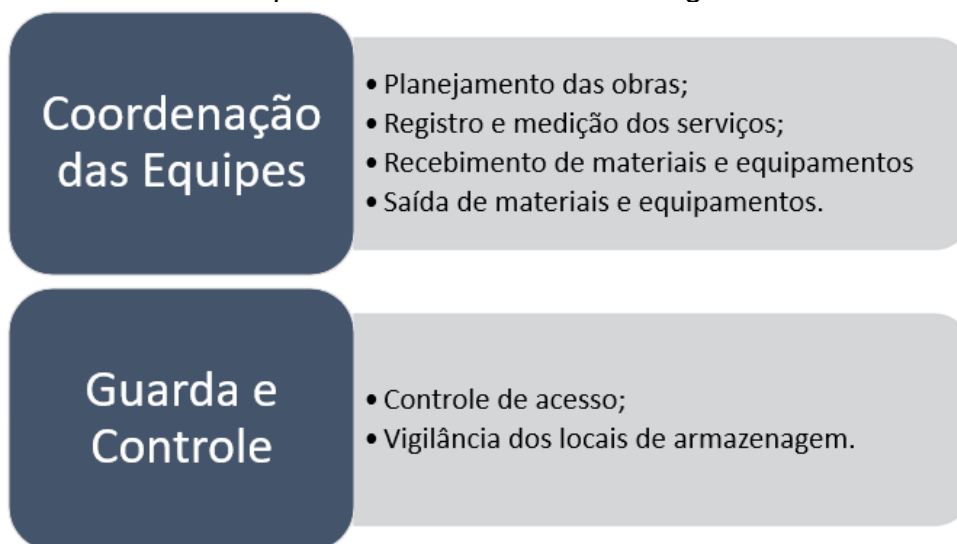 Coordenação
das Equipes
• Planejamento das obras;
• Registro e medição dos serviços;
• Recebimento de materiais e equipamentos
• Saída de materiais e equipamentos.
Guarda e
Controle
• Controle de acesso;
• Vigilância dos locais de armazenagem.